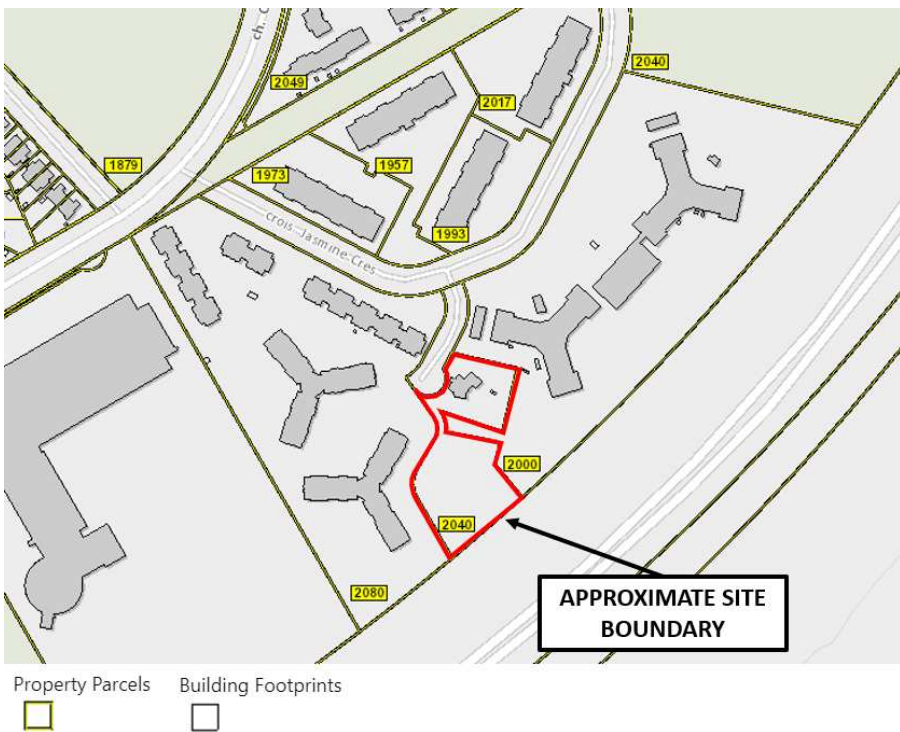 ch. C
2049
2040
2017
1879
1957
1973
crois. Jasmine Cres
1993
2000
2040
2080
APPROXIMATE SITE
BOUNDARY
Property Parcels
Building Footprints